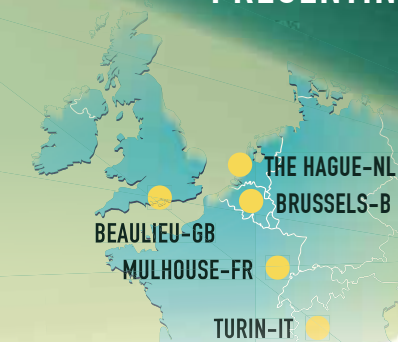 THE HAGUE-NL
BRUSSELS-B
BEAULIEU-GB
MULHOUSE-FR
TURIN-IT